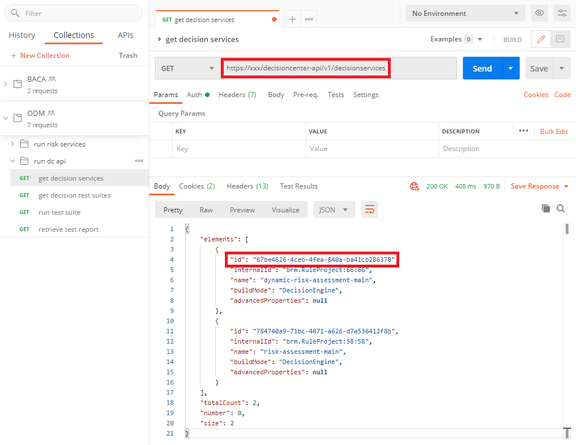 Filter
GET get decision services
No Environment
History
Collections
APIs
+ New Collection
Trash
BACA
2 requests
ODM
7 requests
run risk services
run dc api
GET get decision services
GET get decision test suites
GET run test suite
GET retrieve test report
get decision services
Examples 0
BUILD
GET
https://xxx/decisioncenter-api/v1/decisionservices
Send
Save
Params
Auth
Headers (7)
Body
Pre-req.
Tests
Settings
Cookies
Code
Query Params
KEY
VALUE
DESCRIPTION
Bulk Edit
Key
Value
Description
Body
Cookies (2)
Headers (13)
Test Results
200 OK
408 ms
970 B
Save Response
Pretty
Raw
Preview
Visualize
JSON
1 {
2 "elements": [
3 {
4 "id": "67be4626-4ceb-4fea-840a-ba41cb286378",
5 "internalId": "brm.RuleProject:66:66",
6 "name": "dynamic-risk-assessment-main",
7 "buildMode": "DecisionEngine",
8 "advancedProperties": null
9 },
10 {
11 "id": "784740a9-71bc-4071-a626-d7a536412f8b",
12 "internalId": "brm.RuleProject:58:58",
13 "name": "risk-assessment-main",
14 "buildMode": "DecisionEngine",
15 "advancedProperties": null
16 }
17 ],
18 "totalCount": 2,
19 "number": 0,
20 "size": 2
21 }